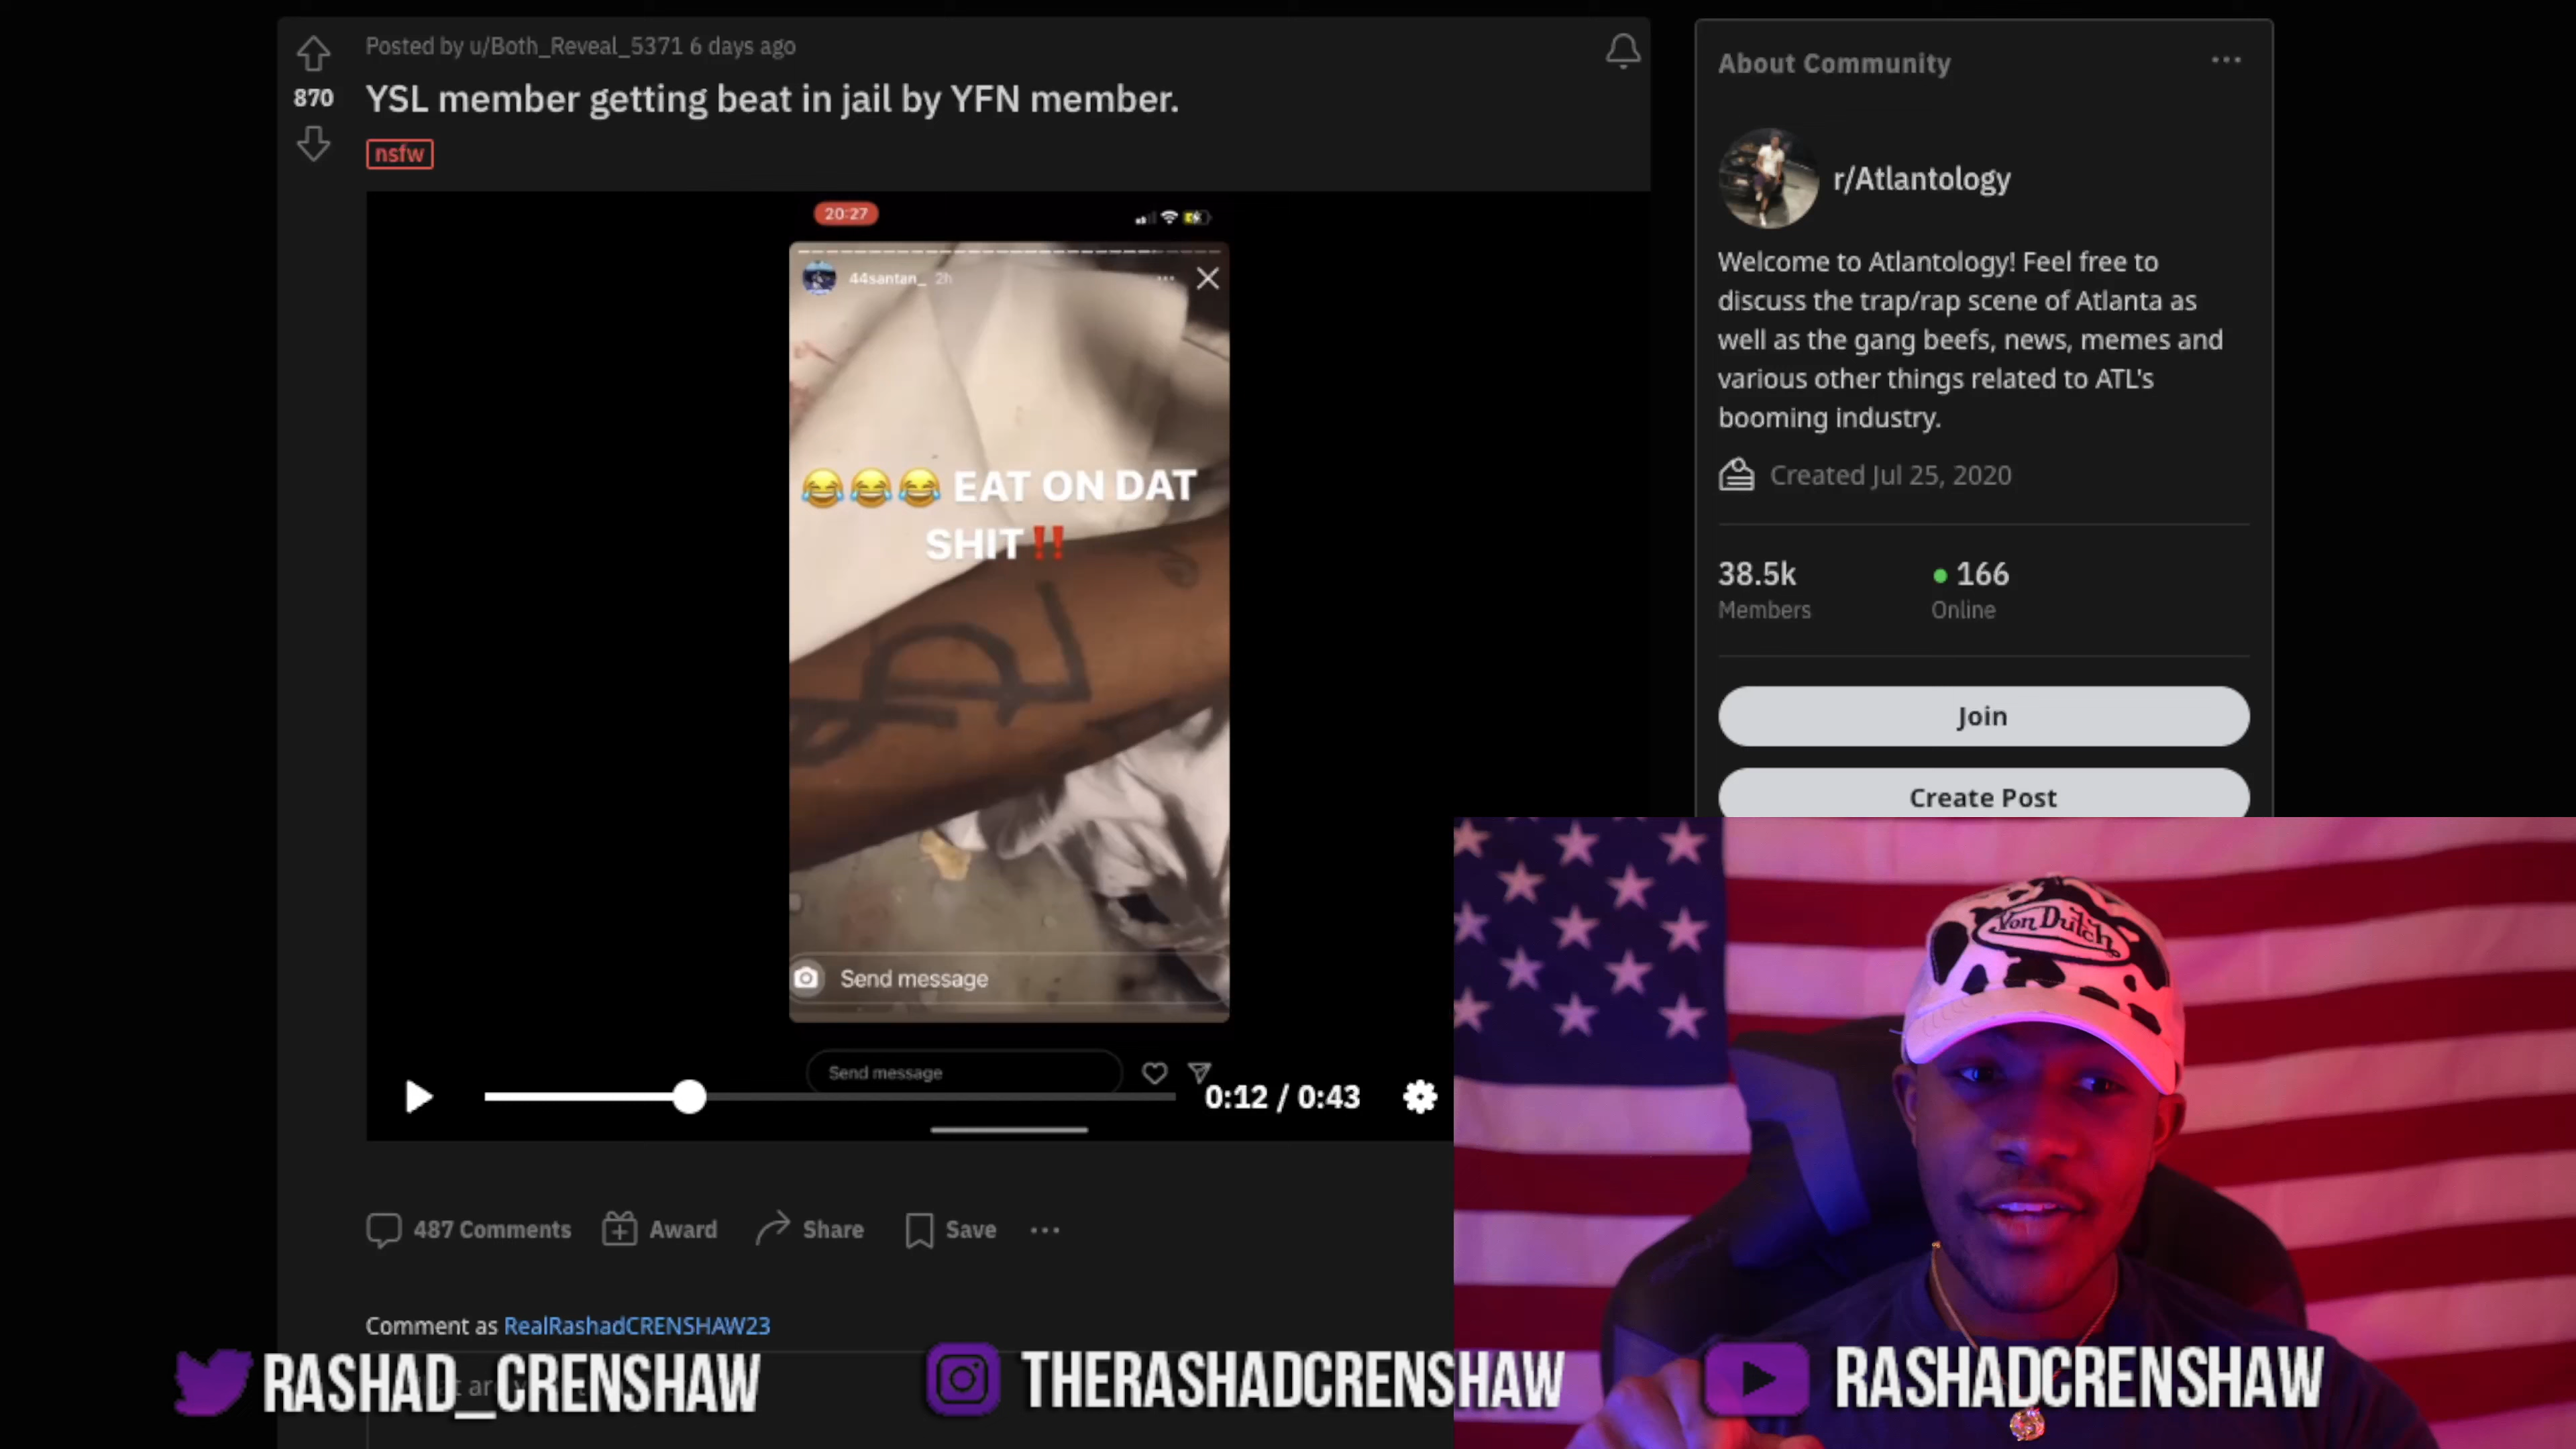 Posted by u/Both_Reveal_5371 6 days ago
870
YSL member getting beat in jail by YFN member.
nsfw
20:27
44santan_ 2h
😂😂😂 EAT ON DAT
SHIT‼️
Send message
Send message
0:12 / 0:43
487 Comments
Award
Share
Save
Comment as RealRashadCRENSHAW23
About Community
r/Atlantology
Welcome to Atlantology! Feel free to
discuss the trap/rap scene of Atlanta as
well as the gang beefs, news, memes and
various other things related to ATL's
booming industry.
Created Jul 25, 2020
38.5k
Members
166
Online
Join
Create Post
Von Dutch
RASHAD_CRENSHAW
THERASHADCRENSHAW
RASHADCRENSHAW